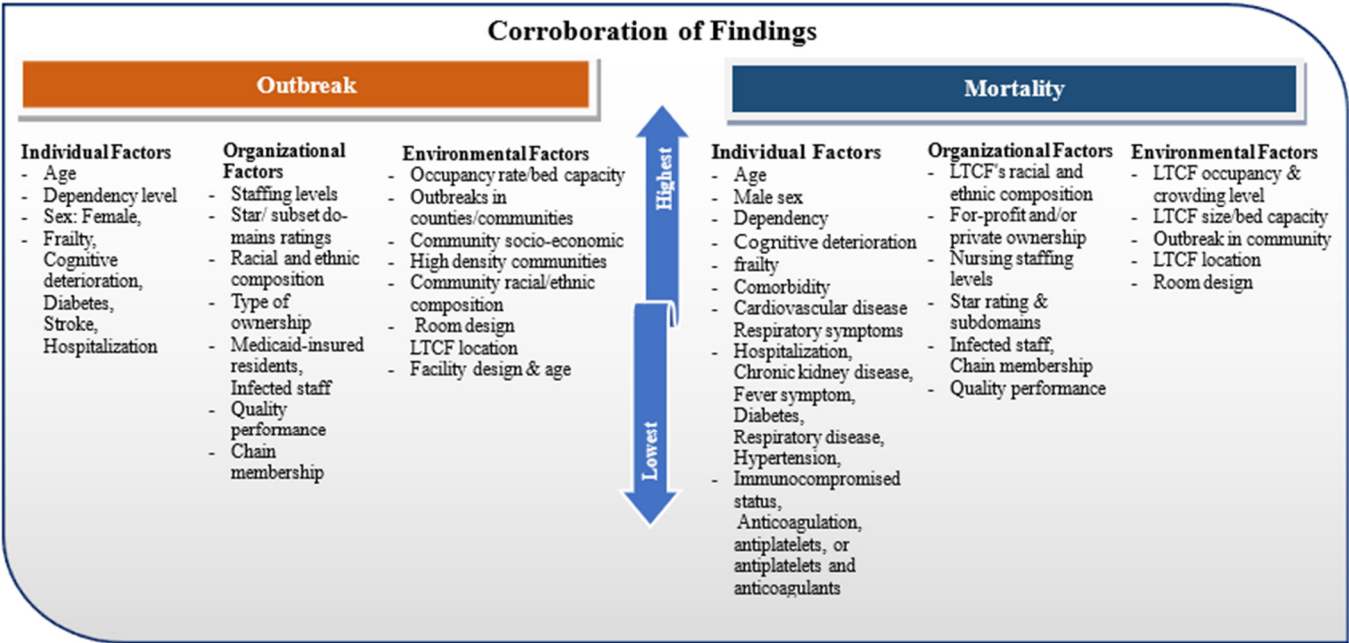 Corroboration of Findings
Outbreak
Individual Factors
- Age
- Dependency level
- Sex: Female,
- Frailty,
Cognitive
deterioration,
Diabetes,
Stroke,
Hospitalization
Organizational
Factors
- Staffing levels
- Star/ subset do-
mains ratings
- Racial and ethnic
composition
- Type of
ownership
- Medicaid-insured
residents,
Infected staff
- Quality
performance
- Chain
membership
Environmental Factors
- Occupancy rate/bed capacity
- Outbreaks in
counties/communities
- Community socio-economic
- High density communities
- Community racial/ethnic
composition
- Room design
LTCF location
- Facility design & age
Highest
Lowest
Mortality
Individual Factors
- Age
- Male sex
- Dependency
- Cognitive deterioration
- frailty
- Comorbidity
- Cardiovascular disease
Respiratory symptoms
- Hospitalization,
Chronic kidney disease,
Fever symptom,
Diabetes,
Respiratory disease,
Hypertension,
- Immunocompromised
status,
Anticoagulation,
antiplatelets, or
antiplatelets and
anticoagulants
Organizational Factors
- LTCF's racial and
ethnic composition
- For-profit and/or
private ownership
- Nursing staffing
levels
- Star rating &
subdomains
- Infected staff,
Chain membership
- Quality performance
Environmental Factors
- LTCF occupancy &
crowding level
- LTCF size/bed capacity
- Outbreak in community
- LTCF location
- Room design